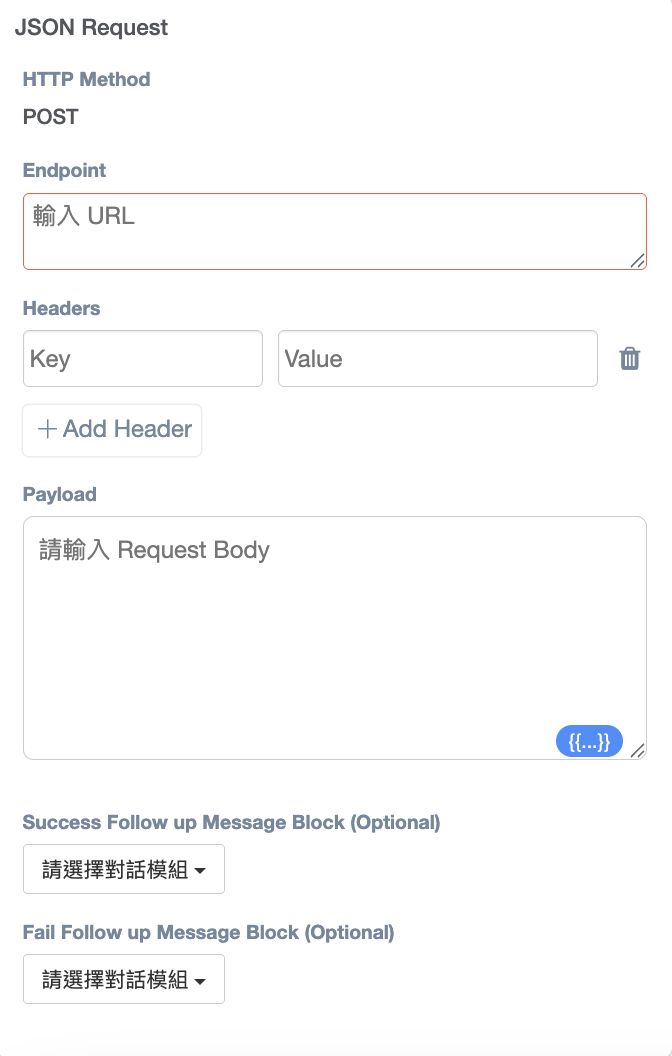 JSON Request
HTTP Method
POST
Endpoint
輸入 URL
Headers
Key
Value
+ Add Header
Payload
請輸入 Request Body
{{...}}
Success Follow up Message Block (Optional)
請選擇對話模組
Fail Follow up Message Block (Optional)
請選擇對話模組